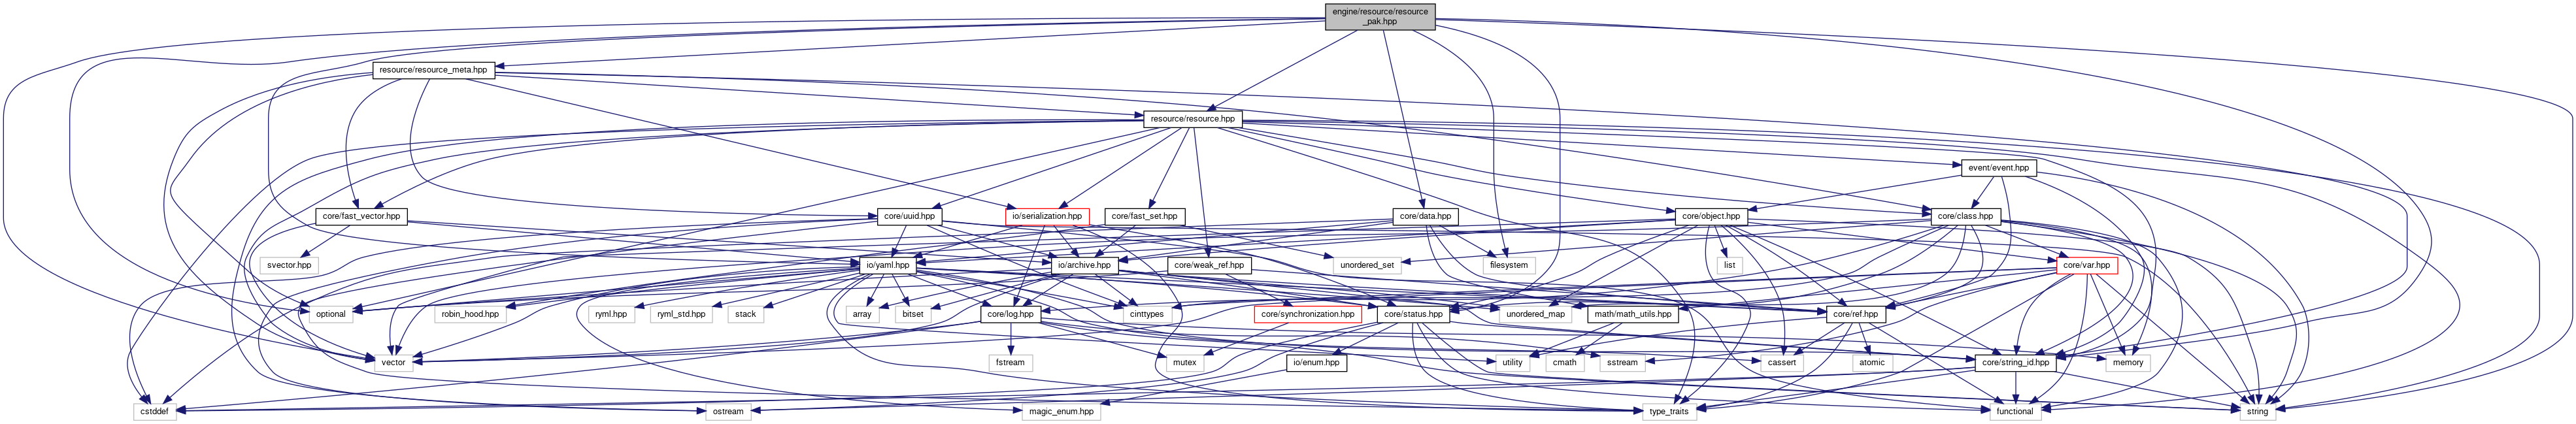 engine/resource/resource
_pak.hpp
resource/resource_meta.hpp
resource/resource.hpp
event/event.hpp
core/fast_vector.hpp
core/uuid.hpp
io/serialization.hpp
core/fast_set.hpp
core/data.hpp
core/object.hpp
core/class.hpp
svector.hpp
io/yaml.hpp
io/archive.hpp
core/weak_ref.hpp
unordered_set
filesystem
list
core/var.hpp
optional
robin_hood.hpp
ryml.hpp
ryml_std.hpp
stack
array
bitset
core/log.hpp
cinttypes
core/synchronization.hpp
core/status.hpp
unordered_map
math/math_utils.hpp
core/ref.hpp
vector
fstream
mutex
io/enum.hpp
utility
cmath
sstream
cassert
atomic
core/string_id.hpp
memory
cstddef
ostream
magic_enum.hpp
type_traits
functional
string